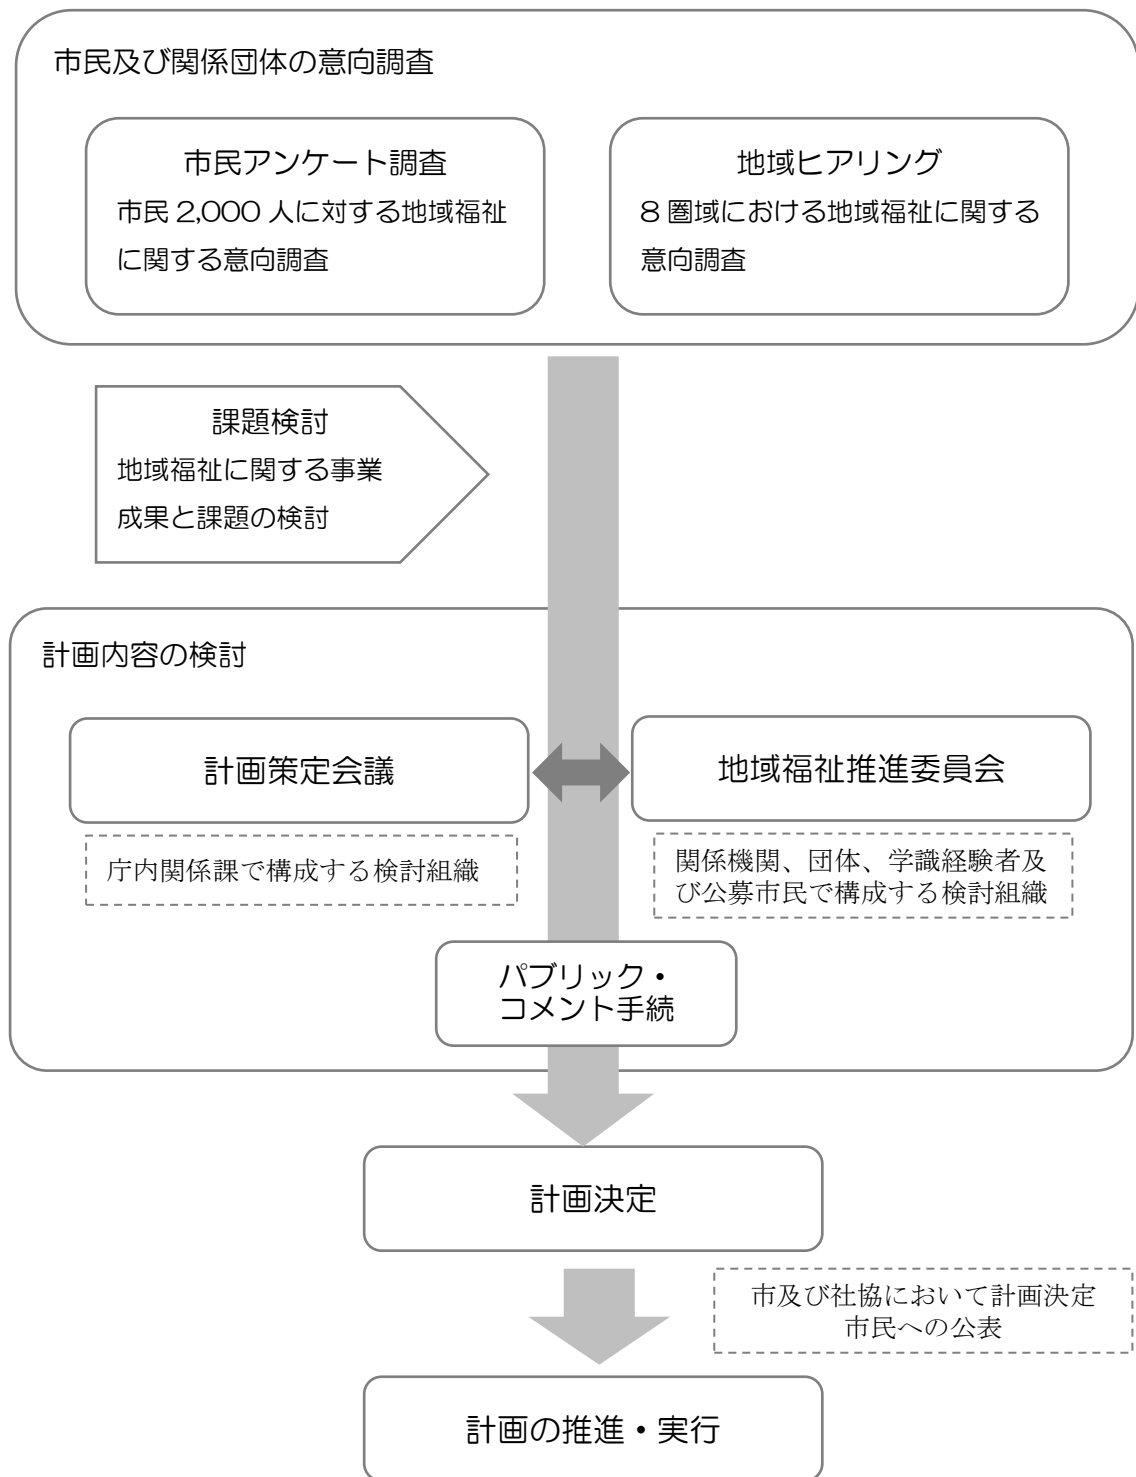 市民及び関係団体の意向調査
市民アンケート調査
市民 2,000 人に対する地域福祉
に関する意向調査
地域ヒアリング
8 圏域における地域福祉に関する
意向調査
課題検討
地域福祉に関する事業
成果と課題の検討
計画内容の検討
計画策定会議
地域福祉推進委員会
庁内関係課で構成する検討組織
関係機関、団体、学識経験者及
び公募市民で構成する検討組織
パブリック・
コメント手続
計画決定
市及び社協において計画決定
市民への公表
計画の推進・実行